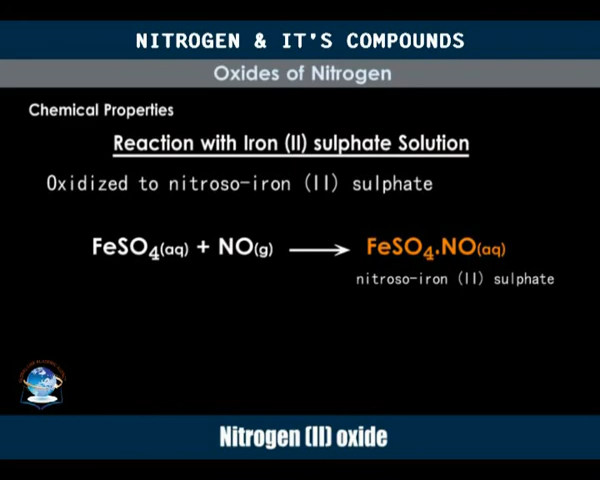 NITROGEN & IT'S COMPOUNDS
Oxides of Nitrogen
Chemical Properties
Reaction with Iron (II) sulphate Solution
Oxidized to nitroso-iron (II) sulphate
FeSO4(aq) + NO(g) ⟶ FeSO4.NO(aq)
nitroso-iron (II) sulphate
Nitrogen (II) oxide